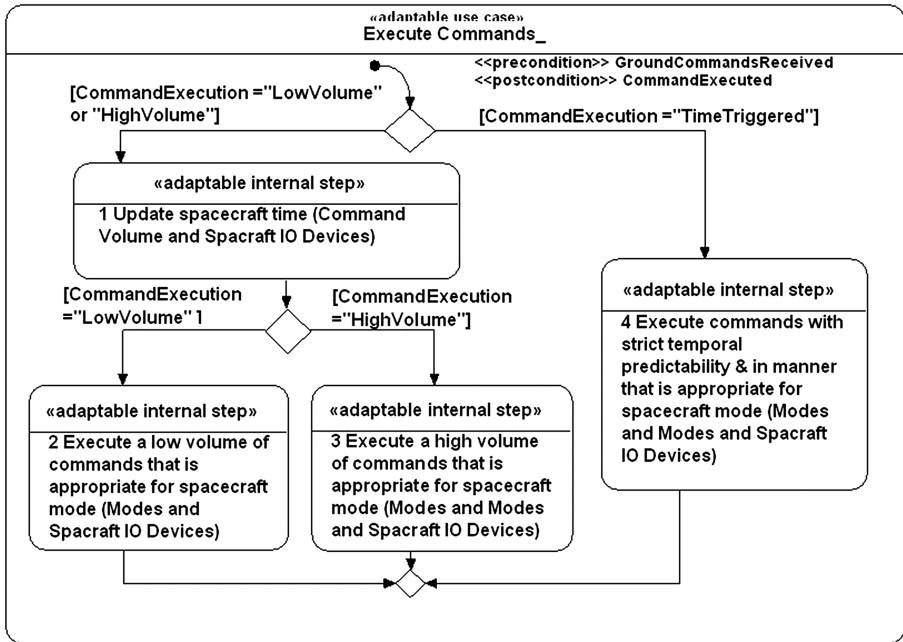 «adaptable use case»
Execute Commands_
<<precondition>> GroundCommandsReceived
<<postcondition>> CommandExecuted
[CommandExecution ="LowVolume"
or "HighVolume"]
[CommandExecution ="TimeTriggered"]
«adaptable internal step»
1 Update spacecraft time (Command
Volume and Spacraft IO Devices)
[CommandExecution
="LowVolume" ]
[CommandExecution
="HighVolume"]
«adaptable internal step»
4 Execute commands with
strict temporal
predictability & in manner
that is appropriate for
spacecraft mode (Modes
and Modes and Spacraft
IO Devices)
«adaptable internal step»
2 Execute a low volume of
commands that is
appropriate for spacecraft
mode (Modes and
Spacraft IO Devices)
«adaptable internal step»
3 Execute a high volume
of commands that is
appropriate for spacecraft
mode (Modes and Modes
and Spacraft IO Devices)